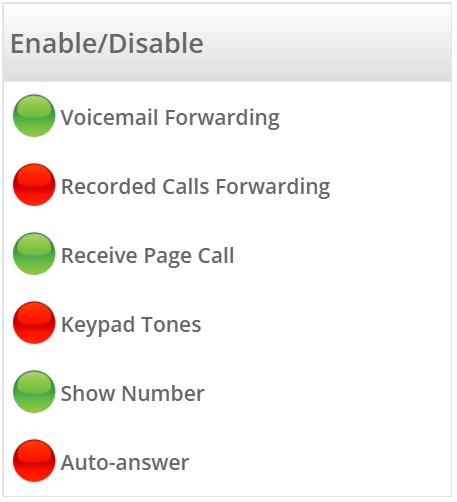 Enable/Disable
Voicemail Forwarding
Recorded Calls Forwarding
Receive Page Call
Keypad Tones
Show Number
Auto-answer